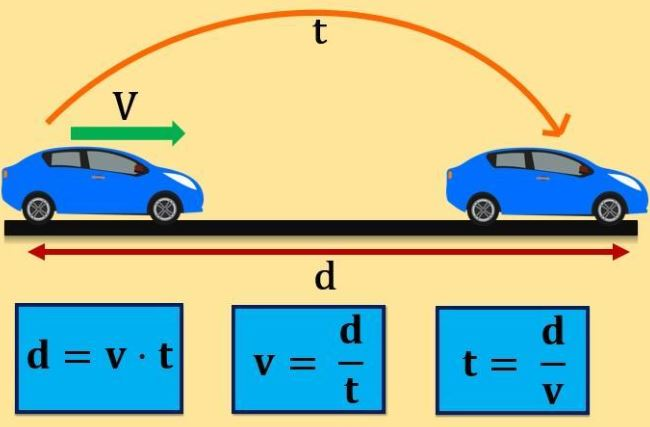 t
V
d
d = v · t
v = d/t
t = d/v